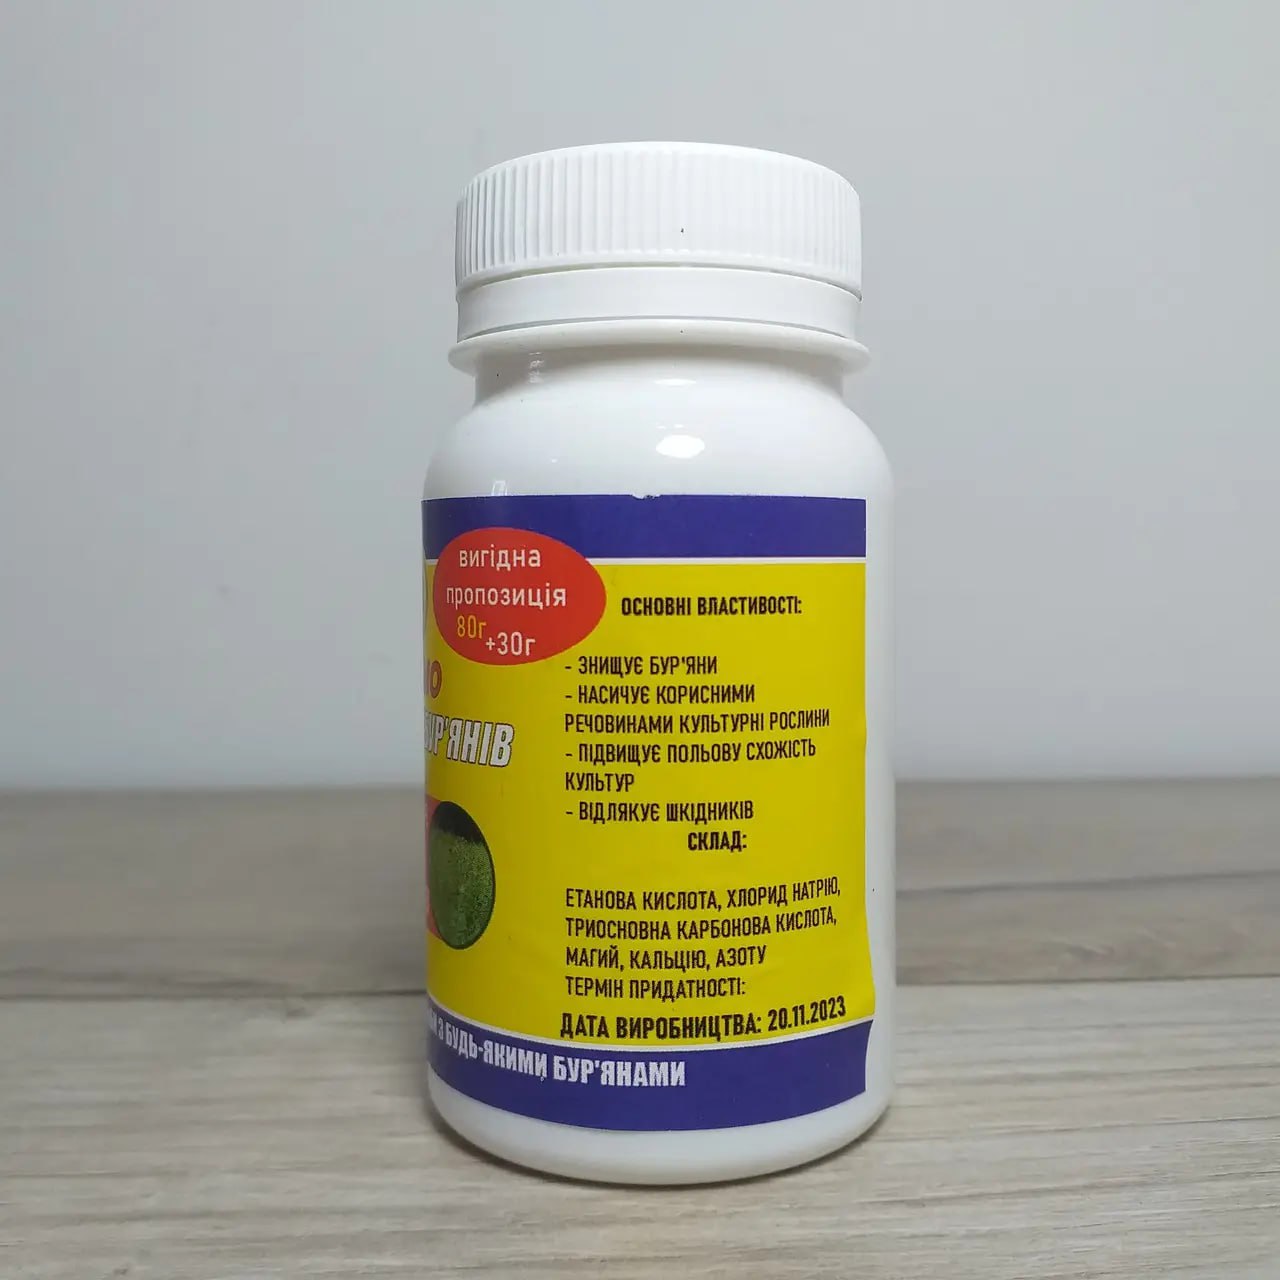 вигідна
пропозиція
80г
+30г
БУР'ЯНІВ
ОСНОВНІ ВЛАСТИВОСТІ:
- ЗНИЩУЄ БУР'ЯНИ
- НАСИЧУЄ КОРИСНИМИ
РЕЧОВИНАМИ КУЛЬТУРНІ РОСЛИНИ
- ПІДВИЩУЄ ПОЛЬОВУ СХОЖІСТЬ
КУЛЬТУР
- ВІДЛЯКУЄ ШКІДНИКІВ
СКЛАД:
ЕТАНОВА КИСЛОТА, ХЛОРИД НАТРІЮ,
ТРИОСНОВНА КАРБОНОВА КИСЛОТА,
МАГИЙ, КАЛЬЦІЮ, АЗОТУ
ТЕРМІН ПРИДАТНОСТІ:
ДАТА ВИРОБНИЦТВА: 20.11.2023
З БУДЬ-ЯКИМИ БУР'ЯНАМИ